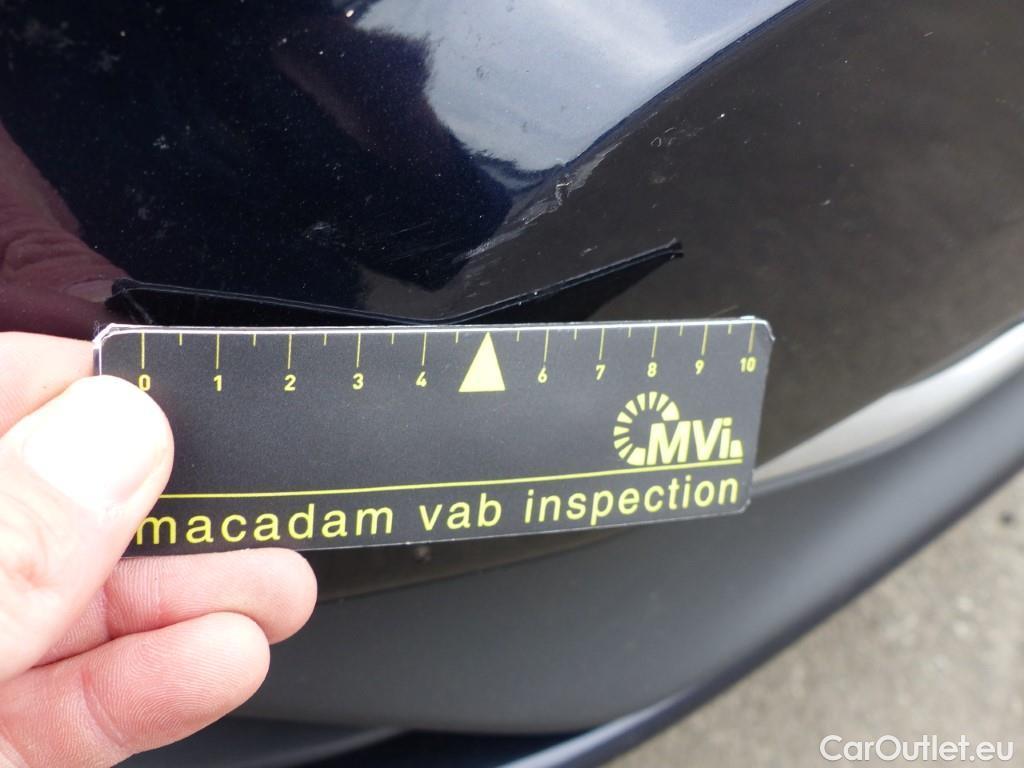 0 1 2 3 4 6 7 8 9 10
MVi
macadam vab inspection
CarOutlet.eu